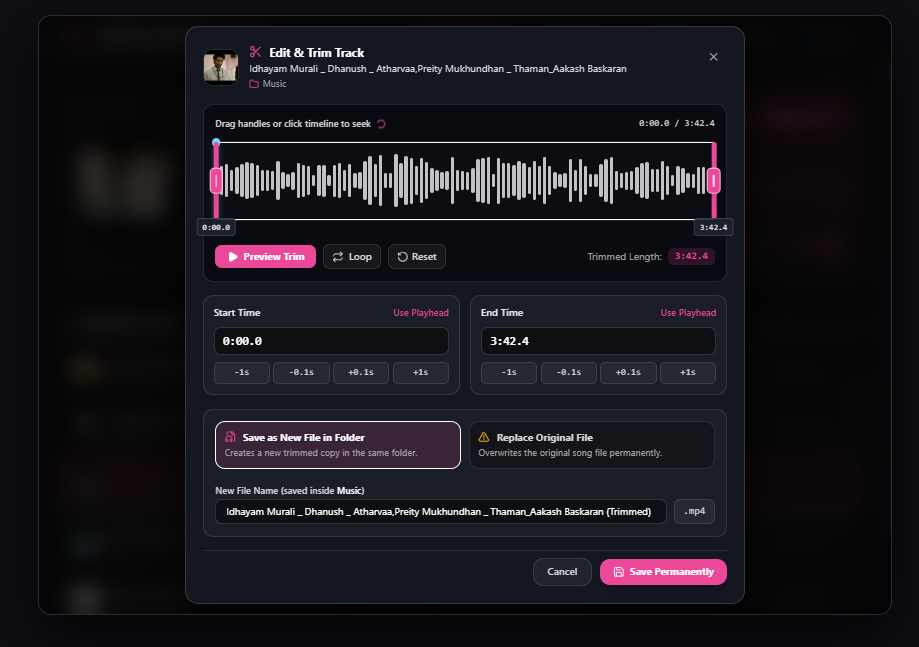 Edit & Trim Track
Idhayam Murali _ Dhanush _ Atharvaa,Preity Mukhundhan _ Thaman_Aakash Baskaran
Music
Drag handles or click timeline to seek
0:00.0 / 3:42.4
0:00.0
3:42.4
Preview Trim
Loop
Reset
Trimmed Length: 3:42.4
Start Time
Use Playhead
0:00.0
-1s
-0.1s
+0.1s
+1s
End Time
Use Playhead
3:42.4
-1s
-0.1s
+0.1s
+1s
Save as New File in Folder
Creates a new trimmed copy in the same folder.
Replace Original File
Overwrites the original song file permanently.
New File Name (saved inside Music)
Idhayam Murali _ Dhanush _ Atharvaa,Preity Mukhundhan _ Thaman_Aakash Baskaran (Trimmed)
.mp4
Cancel
Save Permanently